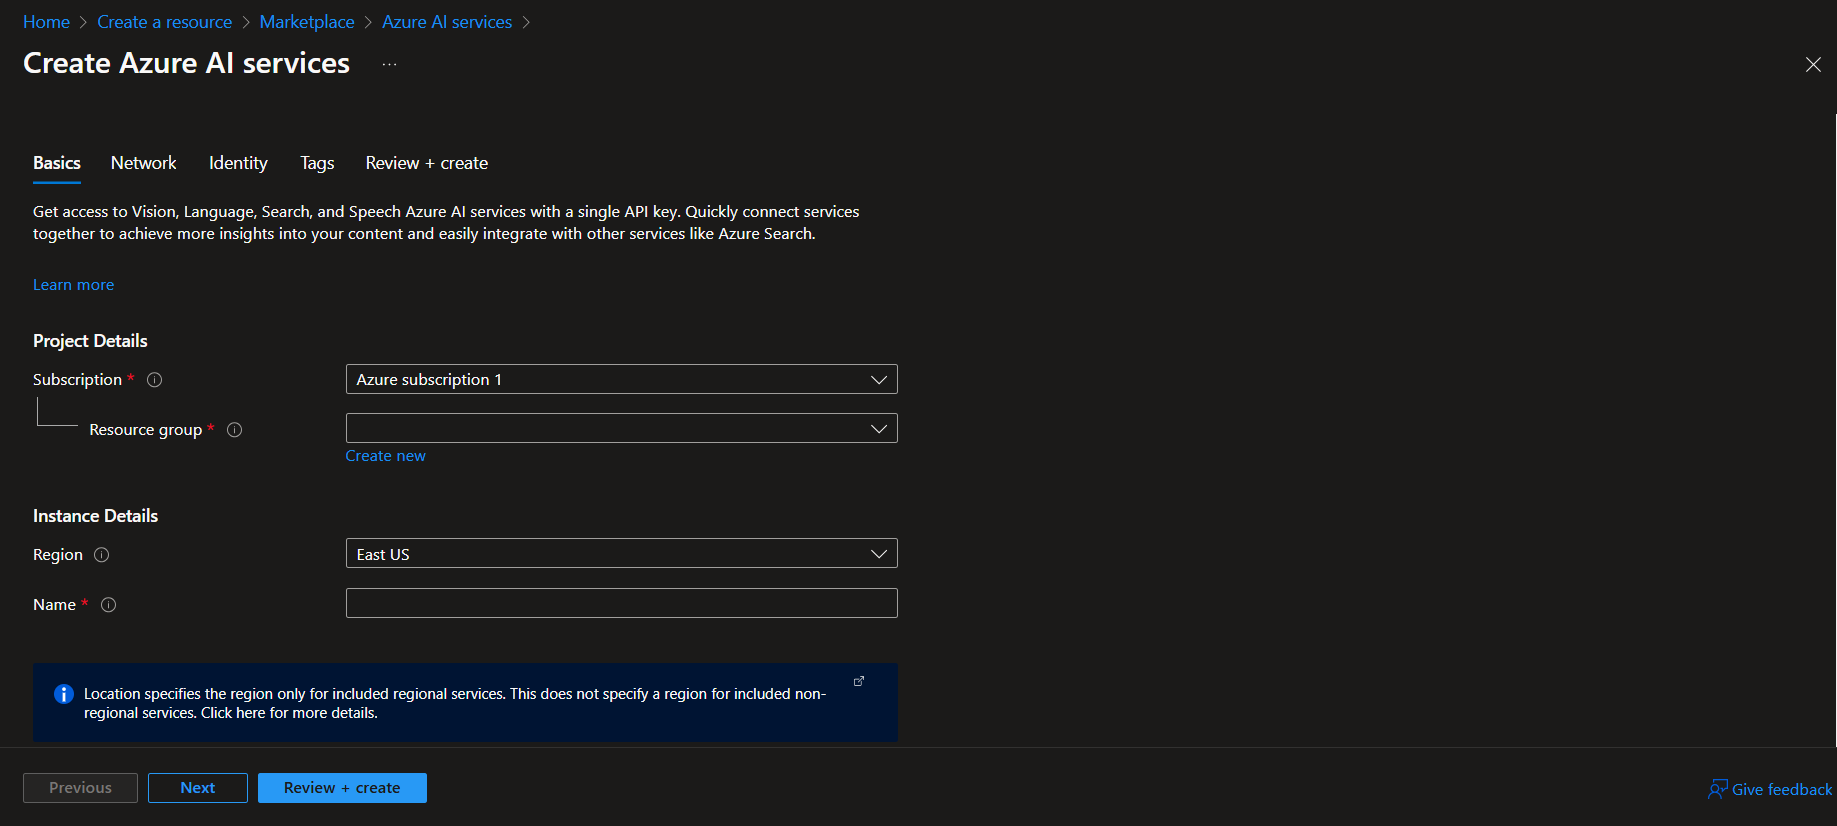 Home > Create a resource > Marketplace > Azure AI services >
Create Azure AI services ...
Basics Network Identity Tags Review + create
Get access to Vision, Language, Search, and Speech Azure AI services with a single API key. Quickly connect services
together to achieve more insights into your content and easily integrate with other services like Azure Search.
Learn more
Project Details
Subscription *
Azure subscription 1
Resource group *
Create new
Instance Details
Region
East US
Name *
Location specifies the region only for included regional services. This does not specify a region for included non-
regional services. Click here for more details.
Previous Next Review + create
Give feedback